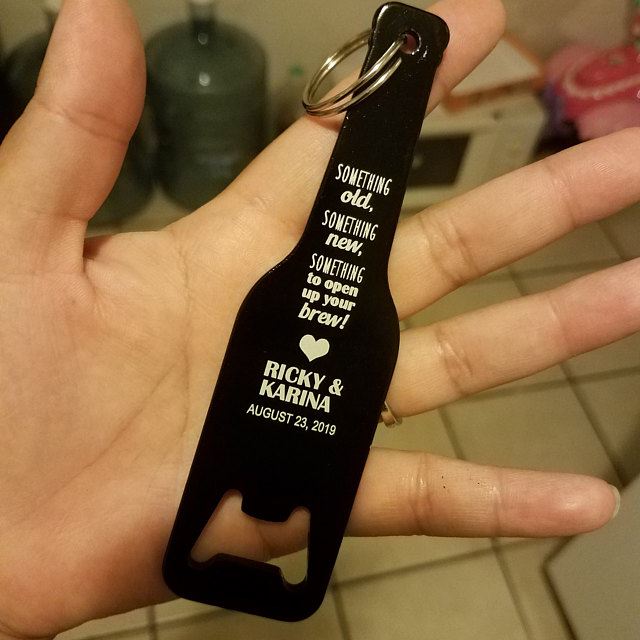 SOMETHING
old,
SOMETHING
new,
SOMETHING
to open
up your
brew!
RICKY &
KARINA
AUGUST 23, 2019